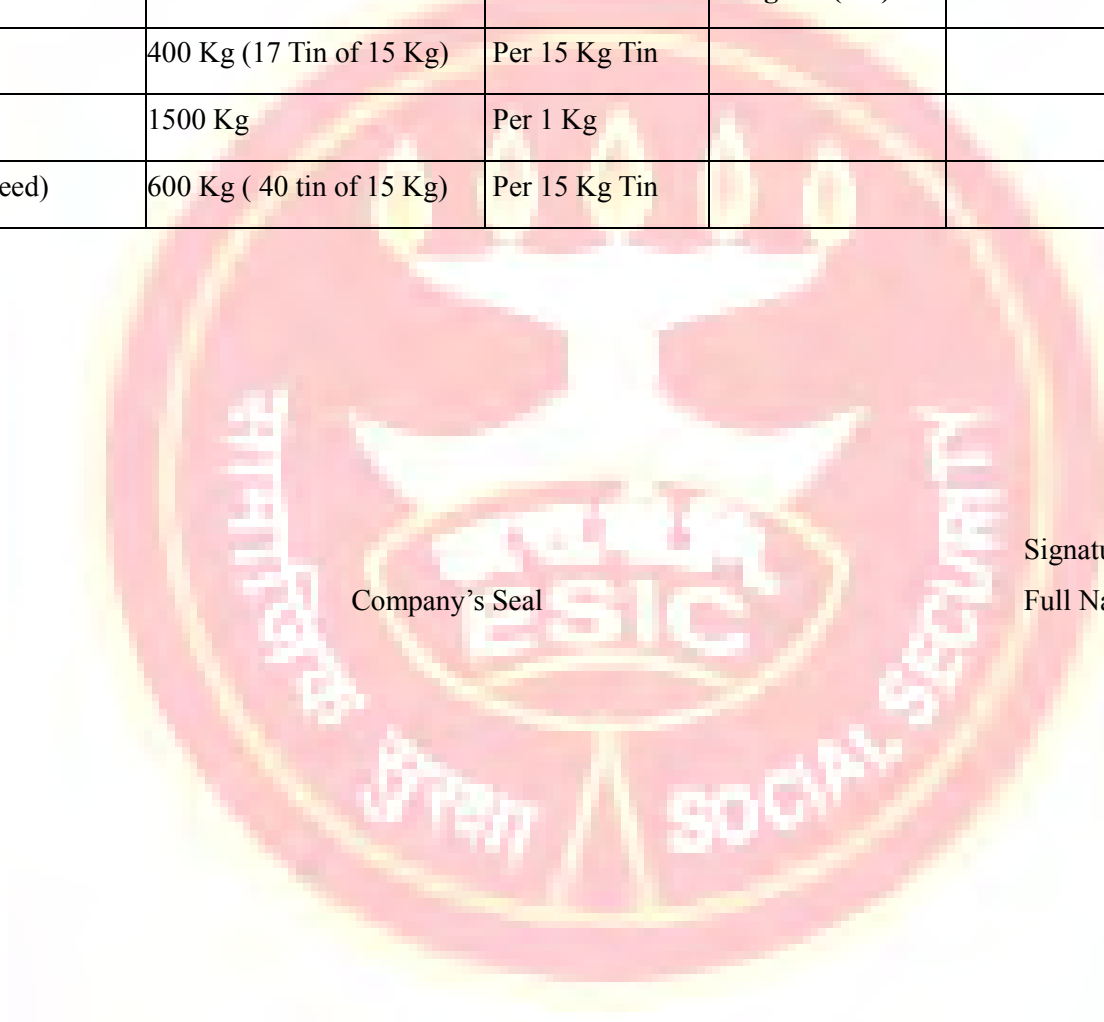 400 Kg (17 Tin of 15 Kg) Per 15 Kg Tin
1500 Kg Per 1 Kg
eed) 600 Kg ( 40 tin of 15 Kg) Per 15 Kg Tin
ESIC
सुरक्षा
SOCIAL SECURITY
Signatu
Company’s Seal Full Na